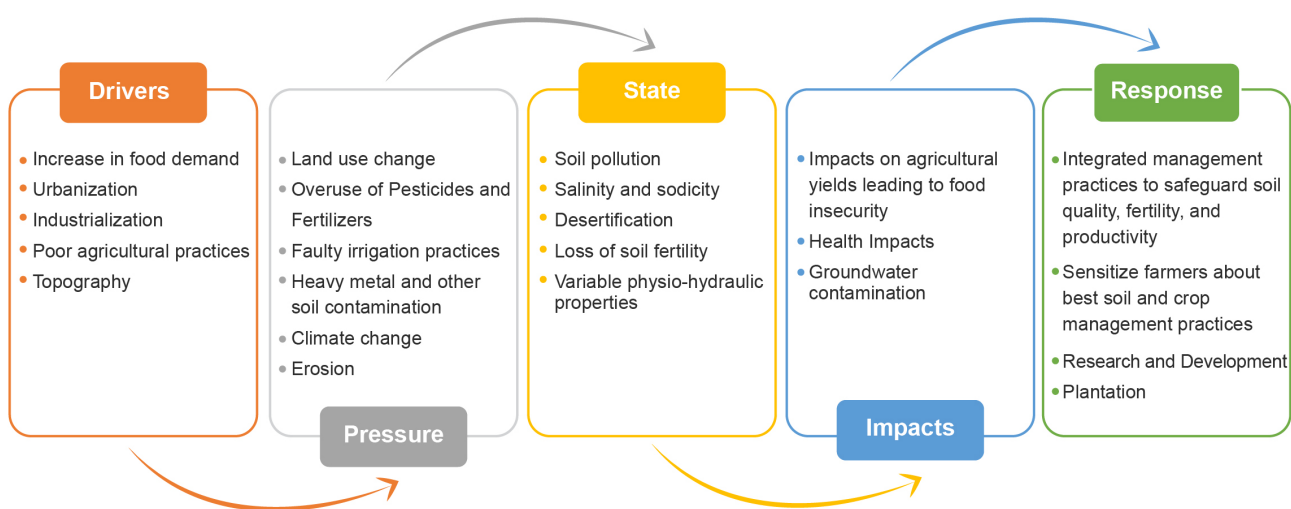 Drivers
Increase in food demand
Urbanization
Industrialization
Poor agricultural practices
Topography
Land use change
Overuse of Pesticides and
Fertilizers
Faulty irrigation practices
Heavy metal and other
soil contamination
Climate change
Erosion
Pressure
State
Soil pollution
Salinity and sodicity
Desertification
Loss of soil fertility
Variable physio-hydraulic
properties
Impacts on agricultural
yields leading to food
insecurity
Health Impacts
Groundwater
contamination
Impacts
Response
Integrated management
practices to safeguard soil
quality, fertility, and
productivity
Sensitize farmers about
best soil and crop
management practices
Research and Development
Plantation